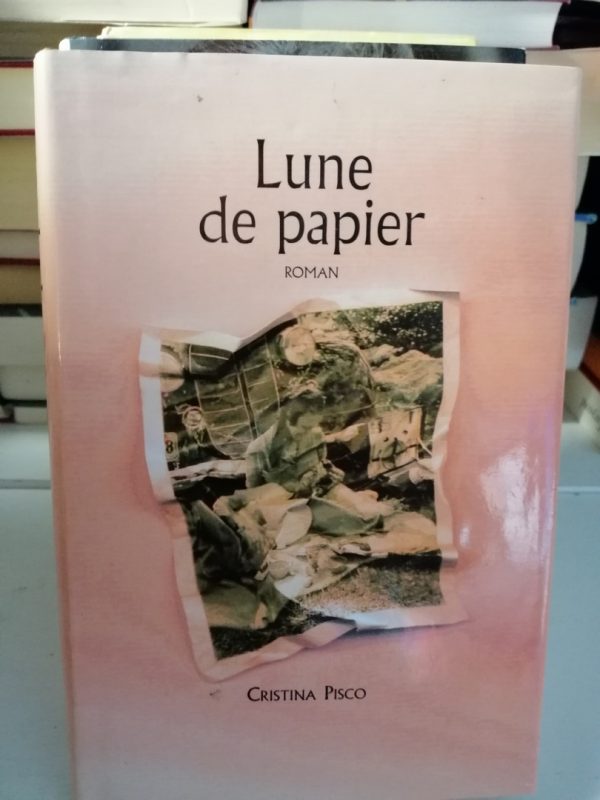 Lune
de papier
ROMAN
CRISTINA PISCO